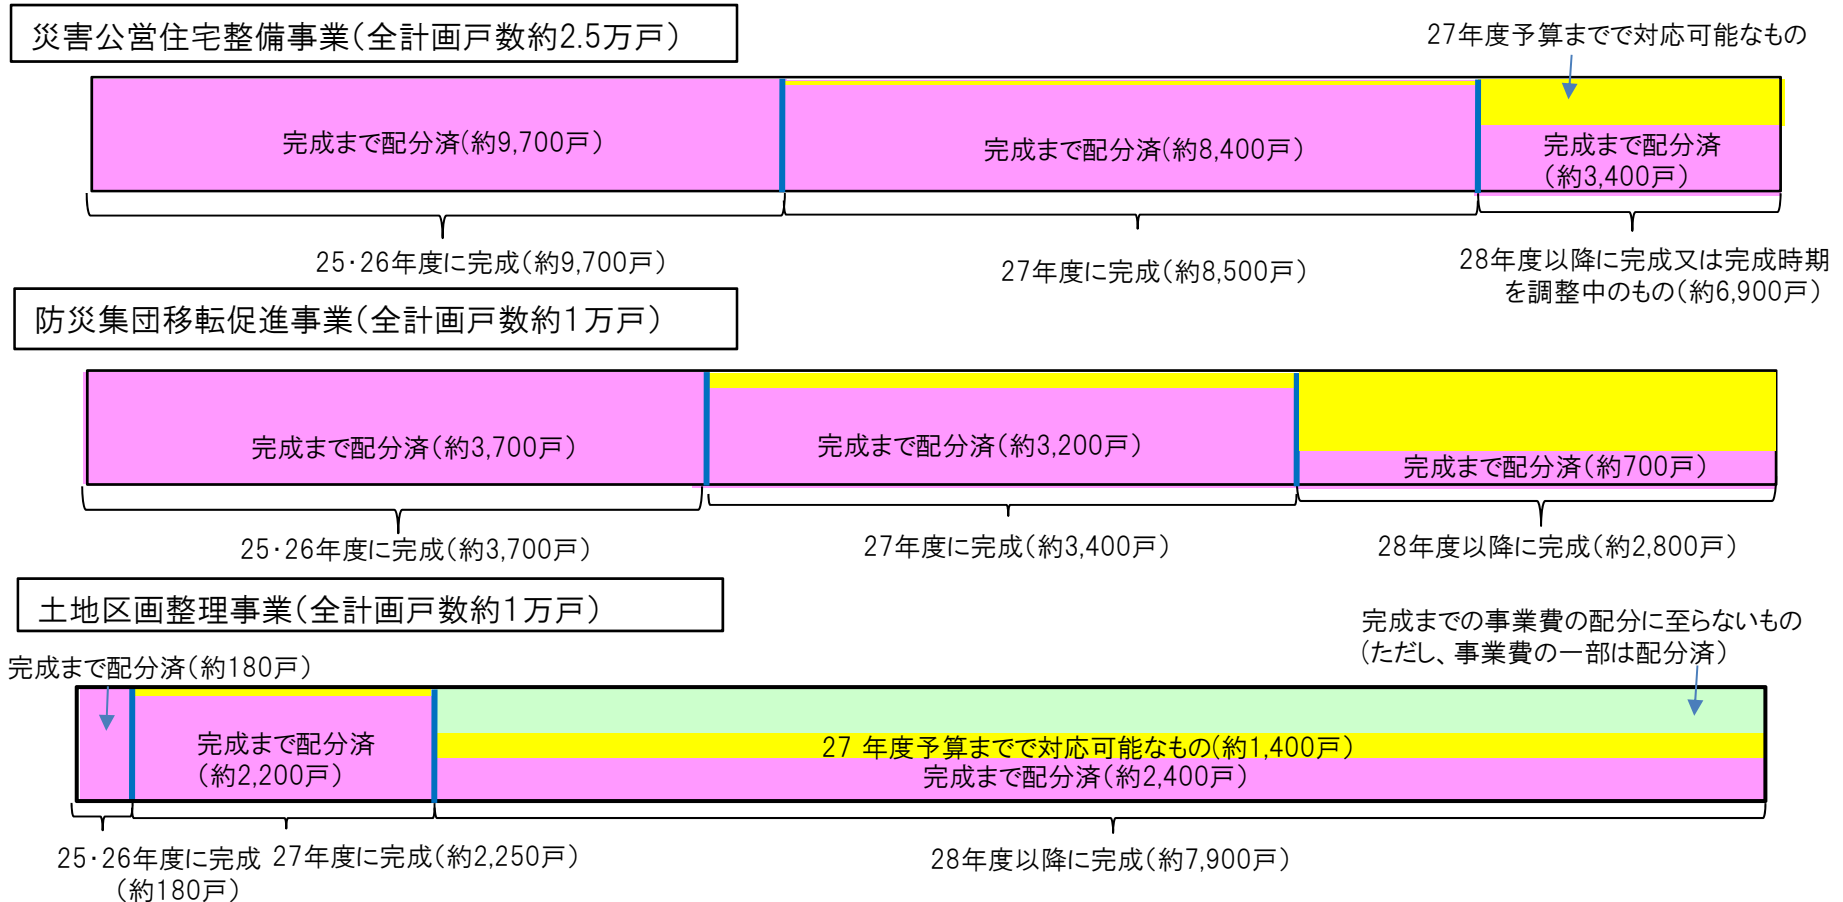 災害公営住宅整備事業(全計画戸数約2.5万戸)
27年度予算までで対応可能なもの
完成まで配分済(約9,700戸)
完成まで配分済(約8,400戸)
完成まで配分済
(約3,400戸)
25・26年度に完成(約9,700戸)
27年度に完成(約8,500戸)
28年度以降に完成又は完成時期
を調整中のもの(約6,900戸)
防災集団移転促進事業(全計画戸数約1万戸)
完成まで配分済(約3,700戸)
完成まで配分済(約3,200戸)
完成まで配分済(約700戸)
25・26年度に完成(約3,700戸)
27年度に完成(約3,400戸)
28年度以降に完成(約2,800戸)
土地区画整理事業(全計画戸数約1万戸)
完成までの事業費の配分に至らないもの
(ただし、事業費の一部は配分済)
完成まで配分済(約180戸)
完成まで配分済
(約2,200戸)
27 年度予算までで対応可能なもの(約1,400戸)
完成まで配分済(約2,400戸)
25・26年度に完成
(約180戸)
27年度に完成(約2,250戸)
28年度以降に完成(約7,900戸)